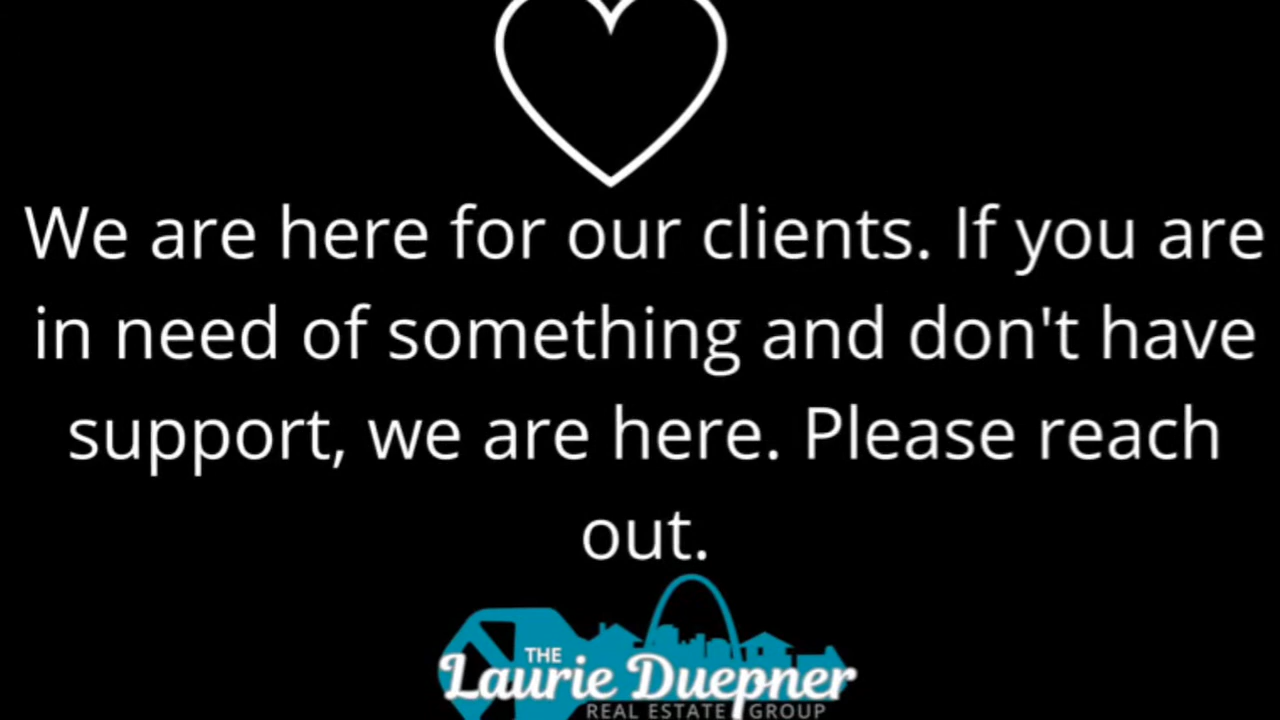 We are here for our clients. If you are
in need of something and don't have
support, we are here. Please reach
out.
THE
Laurie Duepner
REAL ESTATE GROUP